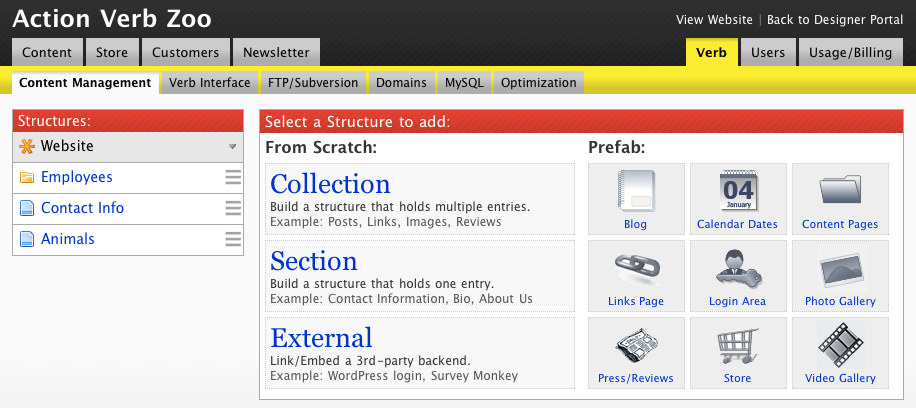 Action Verb Zoo
View Website | Back to Designer Portal
Content Store Customers Newsletter Verb Users Usage/Billing
Content Management Verb Interface FTP/Subversion Domains MySQL Optimization
Structures:
Website
Employees
Contact Info
Animals
Select a Structure to add:
From Scratch:
Collection
Build a structure that holds multiple entries.
Example: Posts, Links, Images, Reviews
Section
Build a structure that holds one entry.
Example: Contact Information, Bio, About Us
External
Link/Embed a 3rd-party backend.
Example: WordPress login, Survey Monkey
Prefab:
Blog
04
January
Calendar Dates
Content Pages
Links Page
Login Area
Photo Gallery
Press/Reviews
Store
Video Gallery